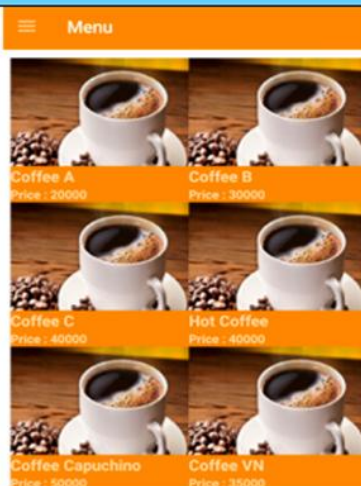 Menu
Coffee A
Price : 20000
Coffee B
Price : 30000
Coffee C
Price : 40000
Hot Coffee
Price : 40000
Coffee Capuchino
Price : 50000
Coffee VN
Price : 35000